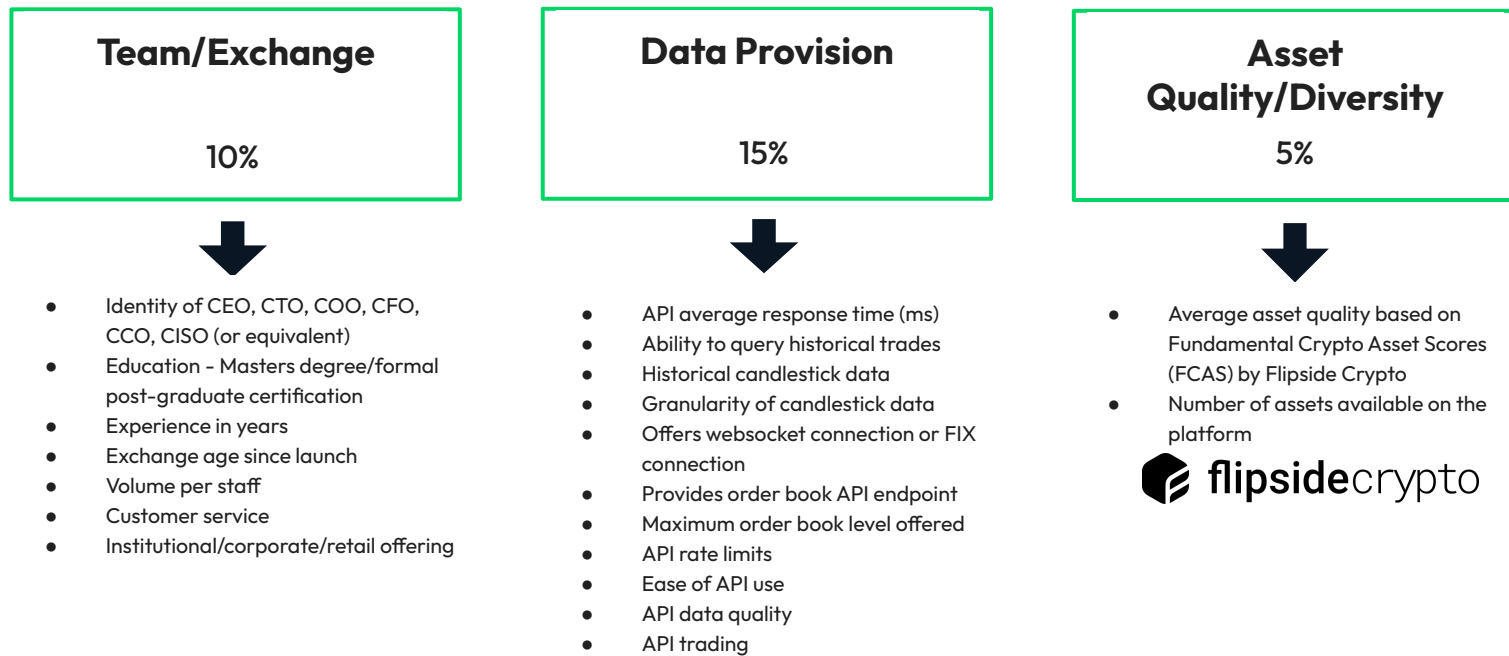 Team/Exchange
10%
● Identity of CEO, CTO, COO, CFO,
CCO, CISO (or equivalent)
● Education - Masters degree/formal
post-graduate certification
● Experience in years
● Exchange age since launch
● Volume per staff
● Customer service
● Institutional/corporate/retail offering
Data Provision
15%
● API average response time (ms)
● Ability to query historical trades
● Historical candlestick data
● Granularity of candlestick data
● Offers websocket connection or FIX
connection
● Provides order book API endpoint
● Maximum order book level offered
● API rate limits
● Ease of API use
● API data quality
● API trading
Asset
Quality/Diversity
5%
● Average asset quality based on
Fundamental Crypto Asset Scores
(FCAS) by Flipside Crypto
● Number of assets available on the
platform
flipsidecrypto